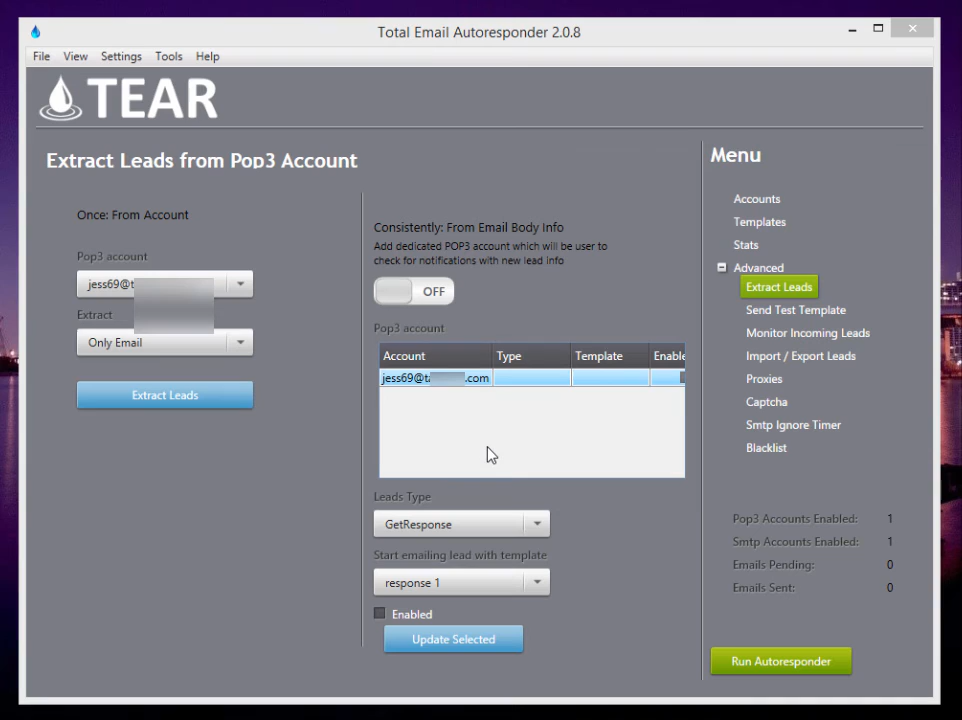 Total Email Autoresponder 2.0.8
File View Settings Tools Help
TEAR
Extract Leads from Pop3 Account
Once: From Account
Pop3 account
jess69@t
Extract
Only Email
Extract Leads
Consistently: From Email Body Info
Add dedicated POP3 account which will be user to
check for notifications with new lead info
OFF
Pop3 account
Account Type Template Enable
jess69@ta .com
Leads Type
GetResponse
Start emailing lead with template
response 1
Enabled
Update Selected
Menu
Accounts
Templates
Stats
Advanced
Extract Leads
Send Test Template
Monitor Incoming Leads
Import / Export Leads
Proxies
Captcha
Smtp Ignore Timer
Blacklist
Pop3 Accounts Enabled: 1
Smtp Accounts Enabled: 1
Emails Pending: 0
Emails Sent: 0
Run Autoresponder